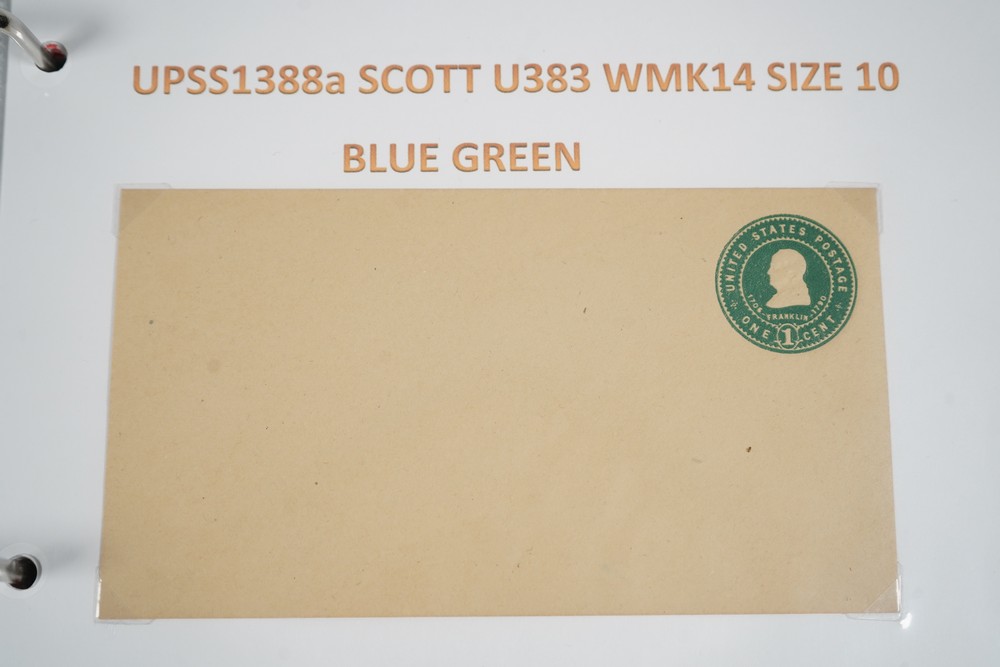 UPSS1388a SCOTT U383 WMK14 SIZE 10
BLUE GREEN
UNITED STATES POSTAGE
1706 FRANKLIN 1790
ONE 1 CENT